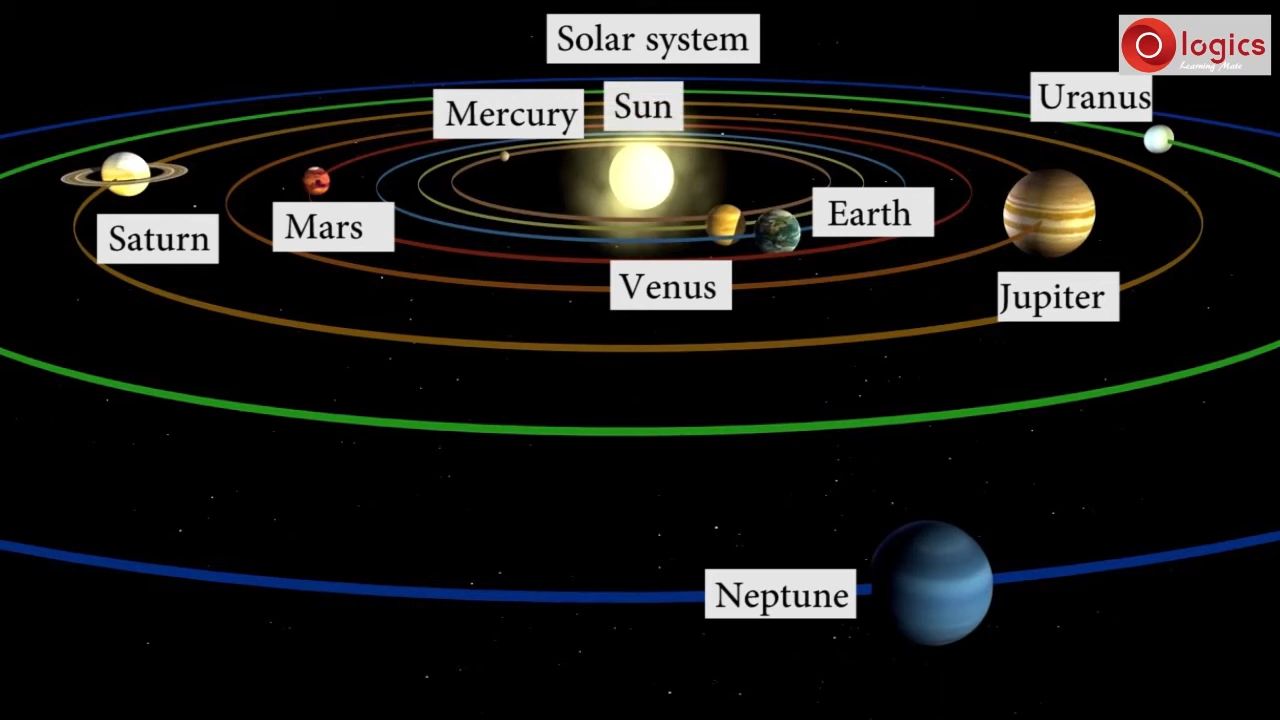 Solar system
logics
Learning Mate
Uranus
Mercury
Sun
Saturn
Mars
Earth
Venus
Jupiter
Neptune